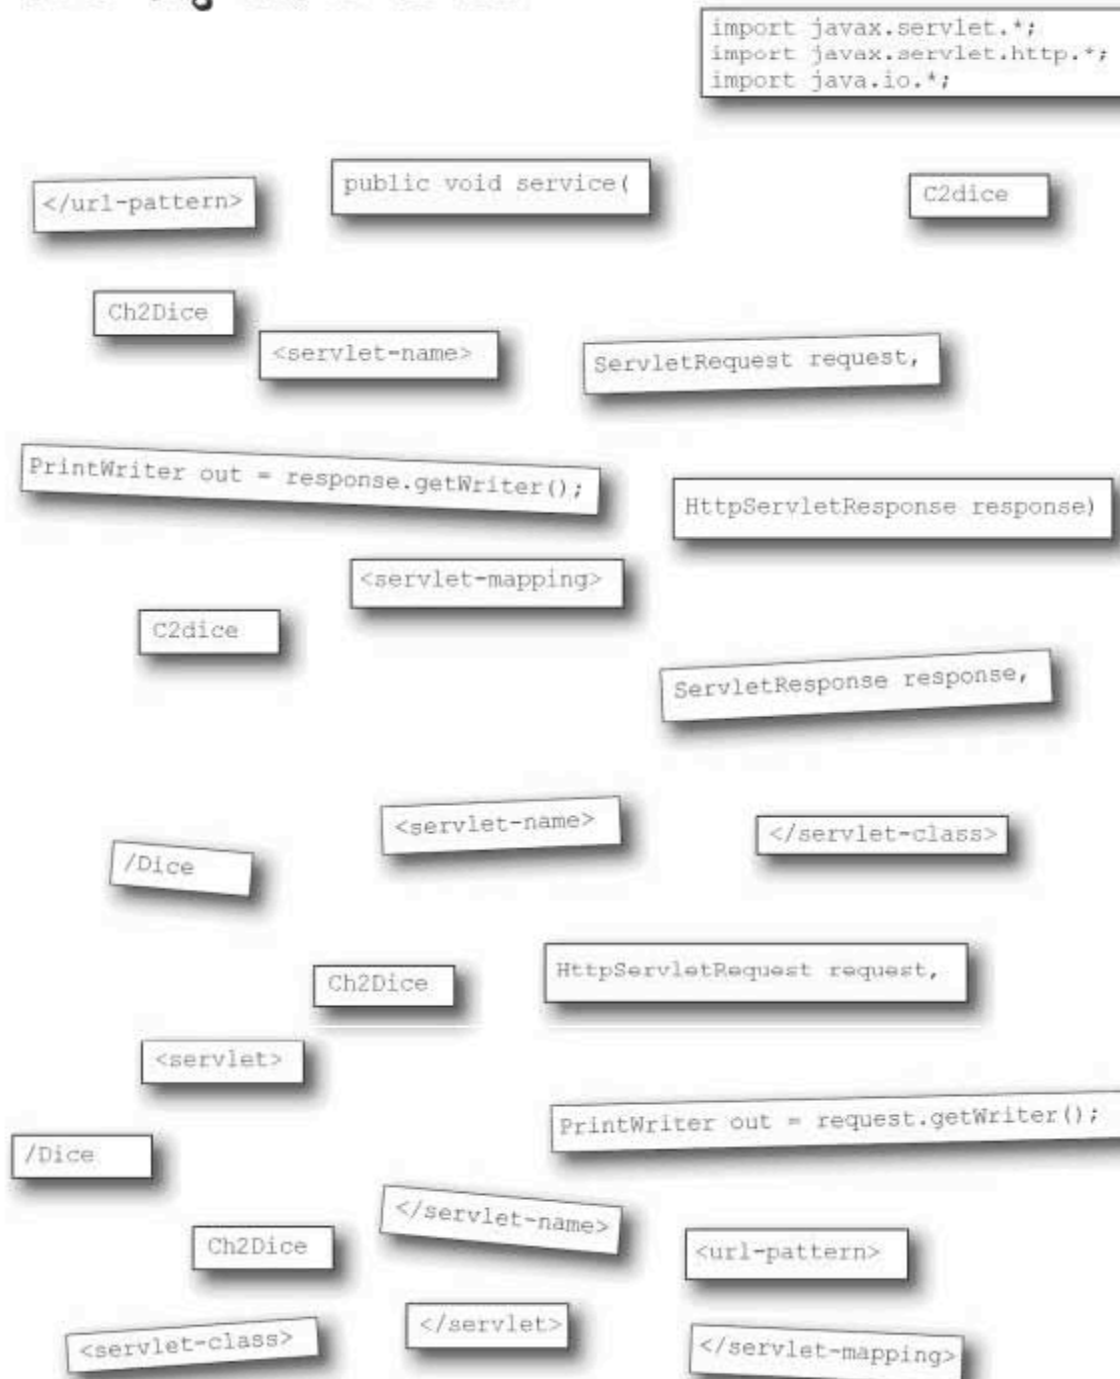 import javax.servlet.*;
import javax.servlet.http.*;
import java.io.*;
</url-pattern>
public void service(
C2dice
Ch2Dice
<servlet-name>
ServletRequest request,
PrintWriter out = response.getWriter();
HttpServletResponse response)
<servlet-mapping>
C2dice
ServletResponse response,
<servlet-name>
</servlet-class>
/Dice
HttpServletRequest request,
Ch2Dice
<servlet>
PrintWriter out = request.getWriter();
/Dice
</servlet-name>
Ch2Dice
<url-pattern>
<servlet-class>
</servlet>
</servlet-mapping>